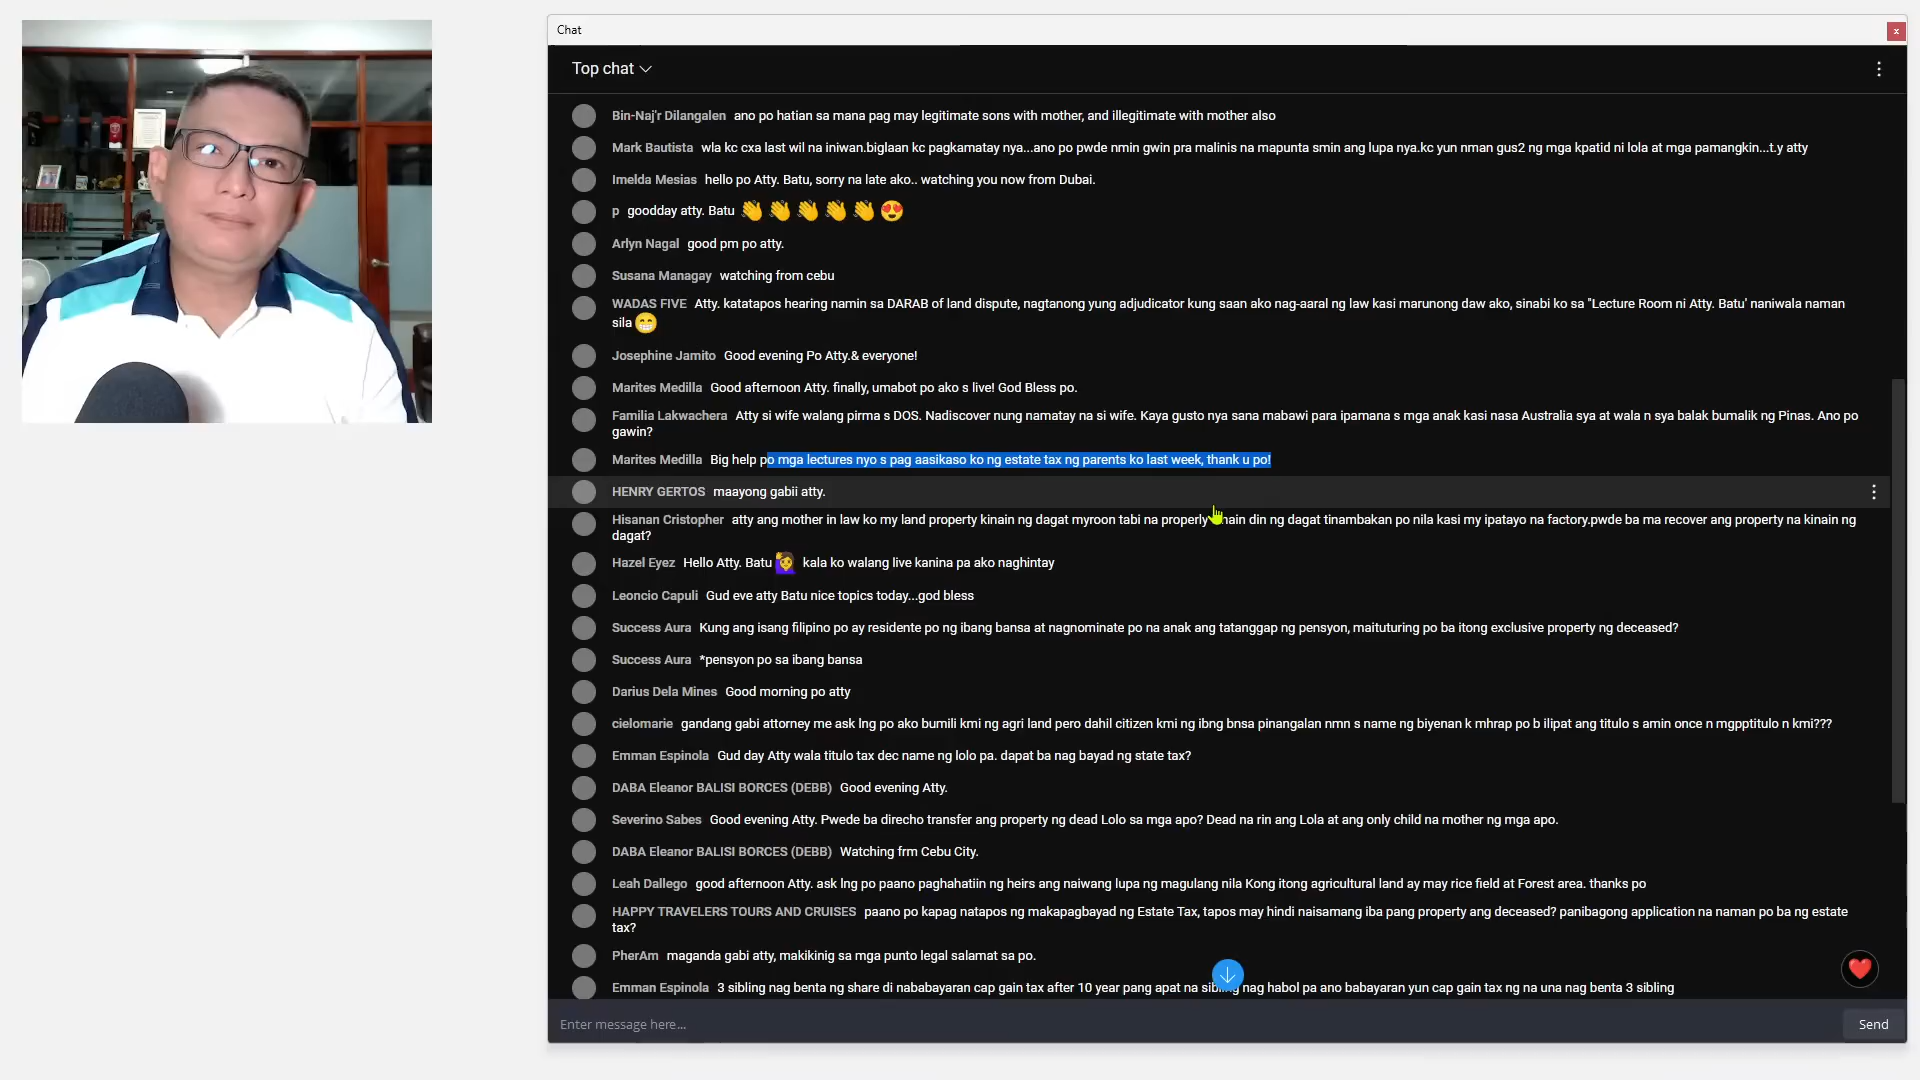 Chat
x
Top chat
Bin-Naj'r Dilangalen ano po hatian sa mana pag may legitimate sons with mother, and illegitimate with mother also
Mark Bautista wla kc cxa last wil na iniwan.biglaan kc pagkamatay nya...ano po pwde nmin gwin pra malinis na mapunta smin ang lupa nya.kc yun nman gus2 ng mga kpatid ni lola at mga pamangkin...t.y atty
Imelda Mesias hello po Atty. Batu, sorry na late ako.. watching you now from Dubai.
p goodday atty. Batu 👋👋👋👋👋😍
Arlyn Nagal good pm po atty.
Susana Managay watching from cebu
WADAS FIVE Atty. katatapos hearing namin sa DARAB of land dispute, nagtanong yung adjudicator kung saan ako nag-aaral ng law kasi marunong daw ako, sinabi ko sa "Lecture Room ni Atty. Batu' naniwala naman
sila 😁
Josephine Jamito Good evening Po Atty.& everyone!
Marites Medilla Good afternoon Atty. finally, umabot po ako s live! God Bless po.
Familia Lakwachera Atty si wife walang pirma s DOS. Nadiscover nung namatay na si wife. Kaya gusto nya sana mabawi para ipamana s mga anak kasi nasa Australia sya at wala n sya balak bumalik ng Pinas. Ano po
gawin?
Marites Medilla Big help po mga lectures nyo s pag aasikaso ko ng estate tax ng parents ko last week, thank u po!
HENRY GERTOS maayong gabii atty.
Hisanan Cristopher atty ang mother in law ko my land property kinain ng dagat myroon tabi na properly din ng dagat tinambakan po nila kasi my ipatayo na factory.pwde ba ma recover ang property na kinain ng
dagat?
Hazel Eyez Hello Atty. Batu 🙋‍♀️ kala ko walang live kanina pa ako naghintay
Leoncio Capuli Gud eve atty Batu nice topics today...god bless
Success Aura Kung ang isang filipino po ay residente po ng ibang bansa at nagnominate po na anak ang tatanggap ng pensyon, maituturing po ba itong exclusive property ng deceased?
Success Aura *pensyon po sa ibang bansa
Darius Dela Mines Good morning po atty
cielomarie gandang gabi attorney me ask lng po ako bumili kmi ng agri land pero dahil citizen kmi ng ibng bnsa pinangalan nmn s name ng biyenan k mhrap po b ilipat ang titulo s amin once n mgpptitulo n kmi???
Emman Espinola Gud day Atty wala titulo tax dec name ng lolo pa. dapat ba nag bayad ng state tax?
DABA Eleanor BALISI BORCES (DEBB) Good evening Atty.
Severino Sabes Good evening Atty. Pwede ba direcho transfer ang property ng dead Lolo sa mga apo? Dead na rin ang Lola at ang only child na mother ng mga apo.
DABA Eleanor BALISI BORCES (DEBB) Watching frm Cebu City.
Leah Dallego good afternoon Atty. ask lng po paano paghahatiin ng heirs ang naiwang lupa ng magulang nila Kong itong agricultural land ay may rice field at Forest area. thanks po
HAPPY TRAVELERS TOURS AND CRUISES paano po kapag natapos ng makapagbayad ng Estate Tax, tapos may hindi naisamang iba pang property ang deceased? panibagong application na naman po ba ng estate
tax?
PherAm maganda gabi atty, makikinig sa mga punto legal salamat sa po.
Emman Espinola 3 sibling nag benta ng share di nababayaran cap gain tax after 10 year pang apat na sibling nag habol pa ano babayaran yun cap gain tax ng na una nag benta 3 sibling
Enter message here...
Send